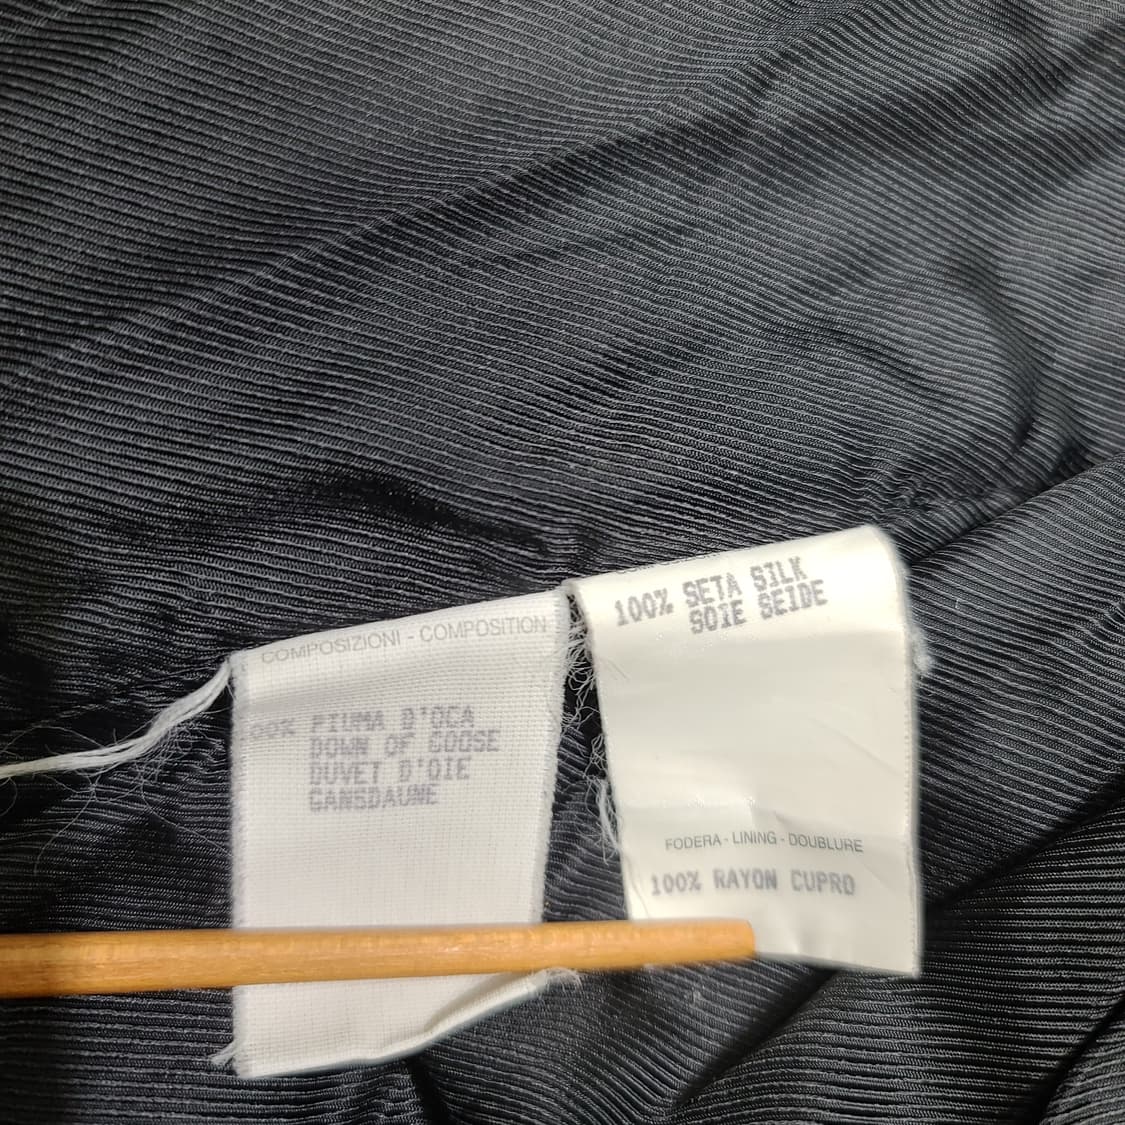 COMPOSIZIONI - COMPOSITION
00% PIUMA D'OCA
DOWN OF GOOSE
DUVET D'OIE
GANSDAUNE
100% SETA SILK
SOIE SEIDE
FODERA - LINING - DOUBLURE
100% RAYON CUPRO